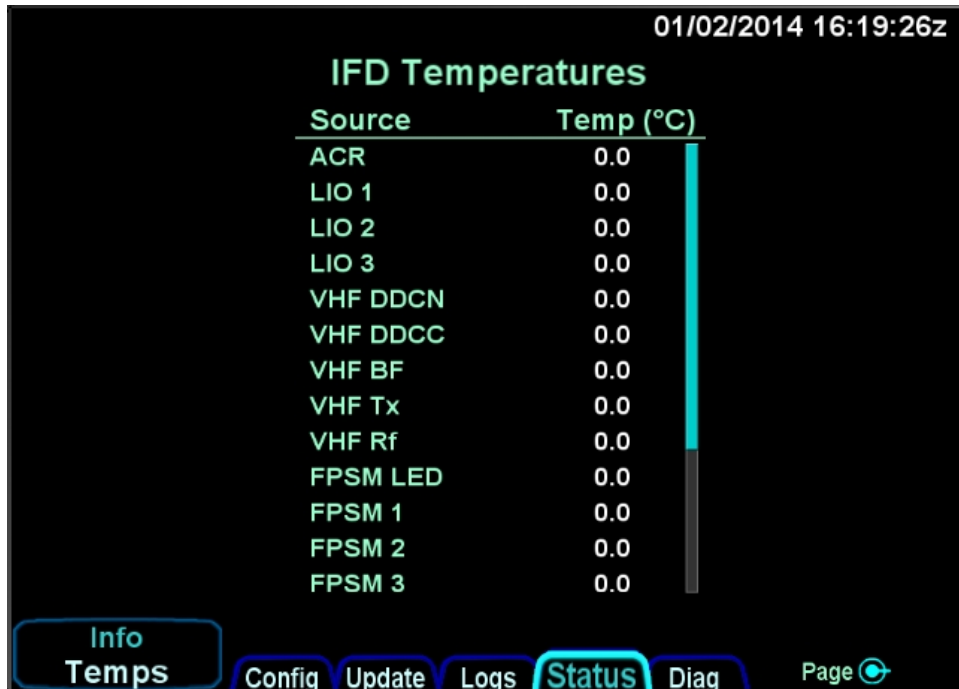 01/02/2014 16:19:26z
IFD Temperatures
Source Temp (°C)
ACR 0.0
LIO 1 0.0
LIO 2 0.0
LIO 3 0.0
VHF DDCN 0.0
VHF DDCC 0.0
VHF BF 0.0
VHF Tx 0.0
VHF Rf 0.0
FPSM LED 0.0
FPSM 1 0.0
FPSM 2 0.0
FPSM 3 0.0
Info
Temps
Config Update Logs Status Diag Page